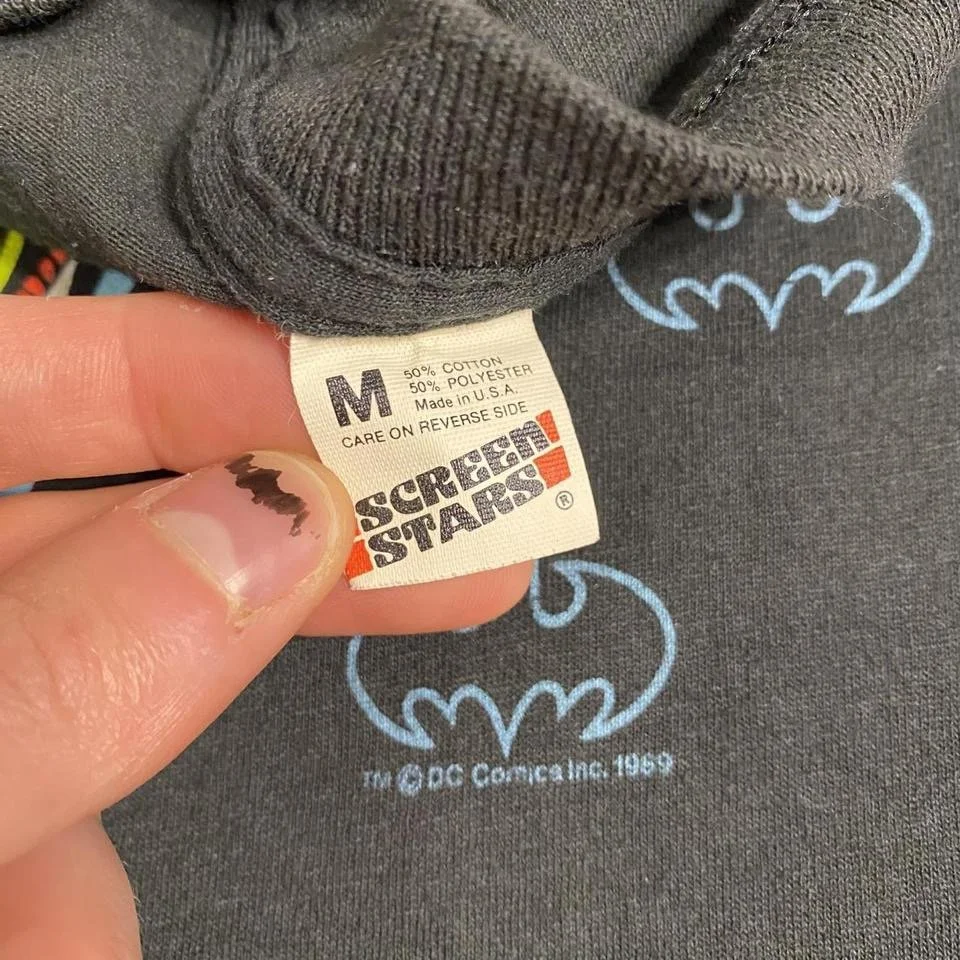 M
50% COTTON
50% POLYESTER
Made in U.S.A.
CARE ON REVERSE SIDE
SCREEN
STARS®
TM © DC Comics Inc. 1989